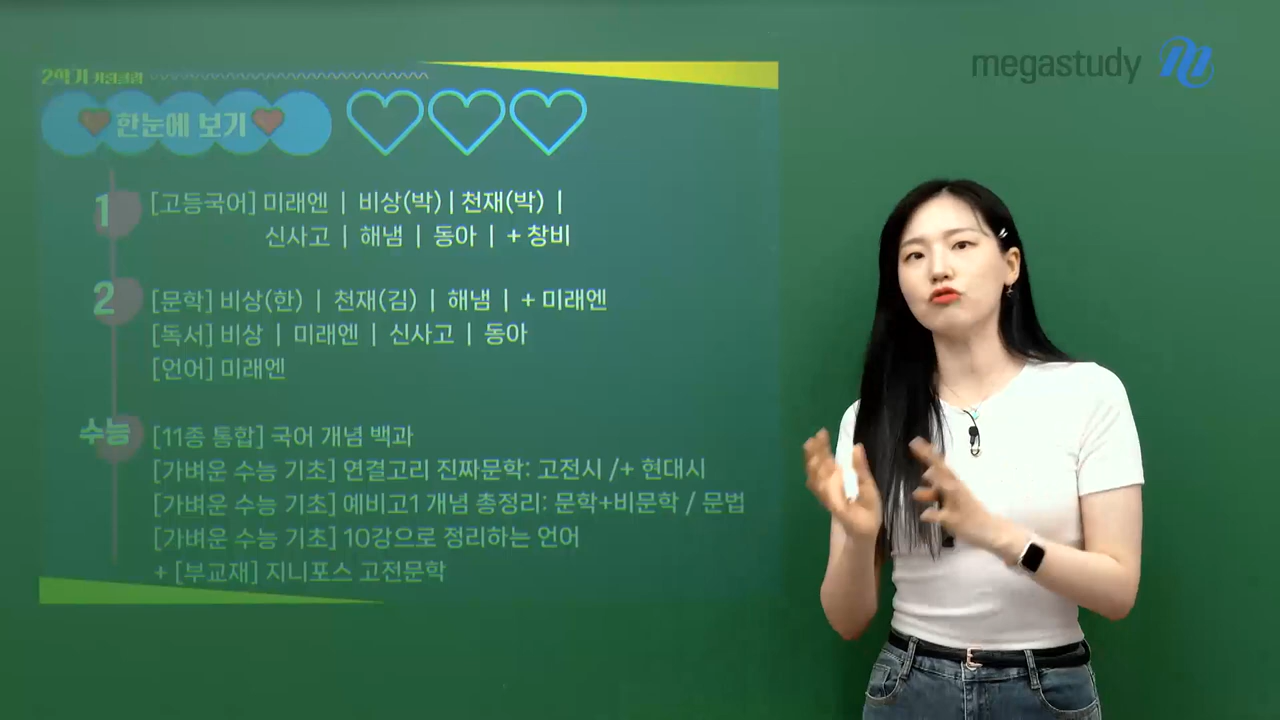 megastudy
2학기 커리큘럼
한눈에 보기
1 [고등국어] 미래엔 | 비상(박) | 천재(박) |
신사고 | 해냄 | 동아 | + 창비
2 [문학] 비상(한) | 천재(김) | 해냄 | + 미래엔
[독서] 비상 | 미래엔 | 신사고 | 동아
[언어] 미래엔
수능 [11종 통합] 국어 개념 백과
[가벼운 수능 기초] 연결고리 진짜문학: 고전시 /+ 현대시
[가벼운 수능 기초] 예비고1 개념 총정리: 문학+비문학 / 문법
[가벼운 수능 기초] 10강으로 정리하는 언어
+ [부교재] 지니포스 고전문학